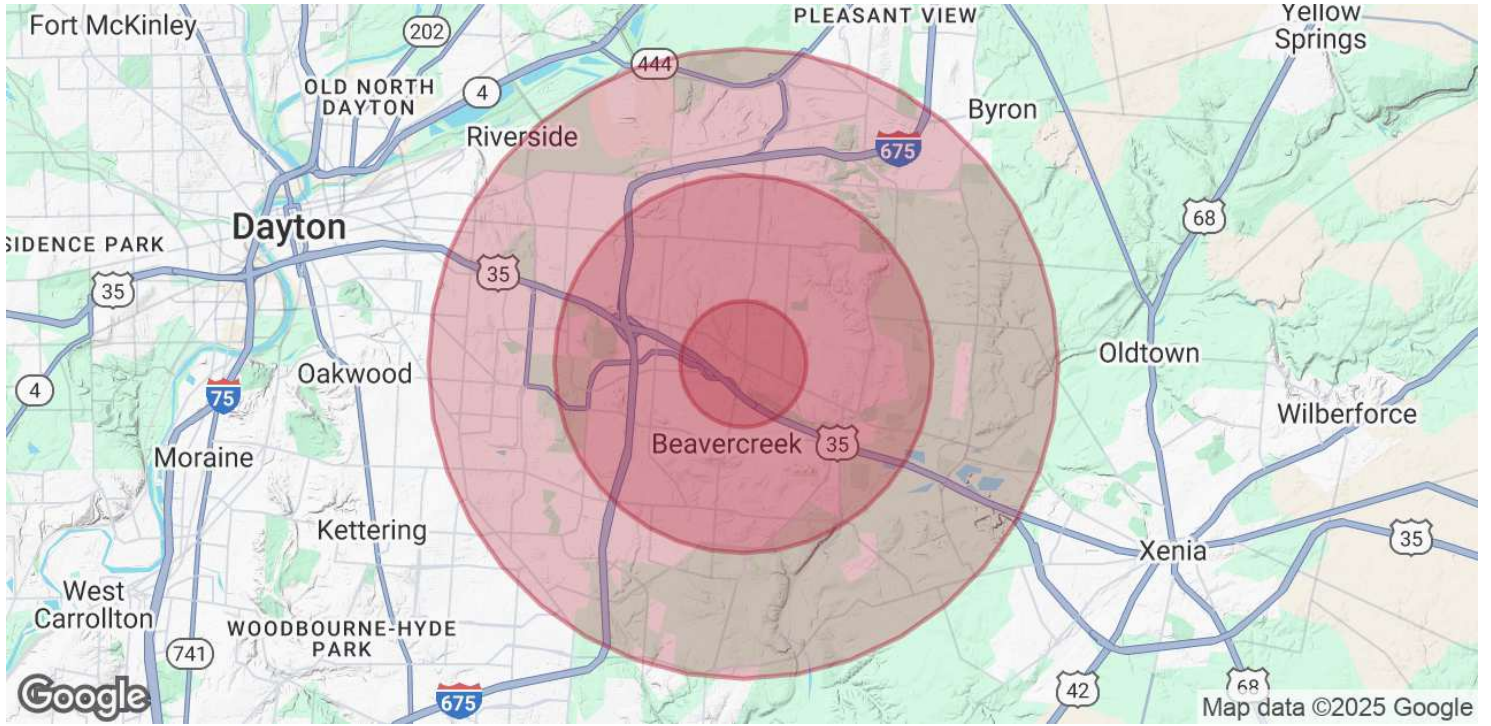 PLEASANT VIEW
Yellow
Springs
Fort McKinley
202
444
OLD NORTH
DAYTON
4
Byron
Riverside
675
68
Dayton
SIDENCE PARK
35
35
Oldtown
Oakwood
4
75
Wilberforce
Beavercreek
35
Moraine
Kettering
35
Xenia
West
Carrollton
WOODBOURNE-HYDE
PARK
741
42
68
675
Google
Map data ©2025 Google